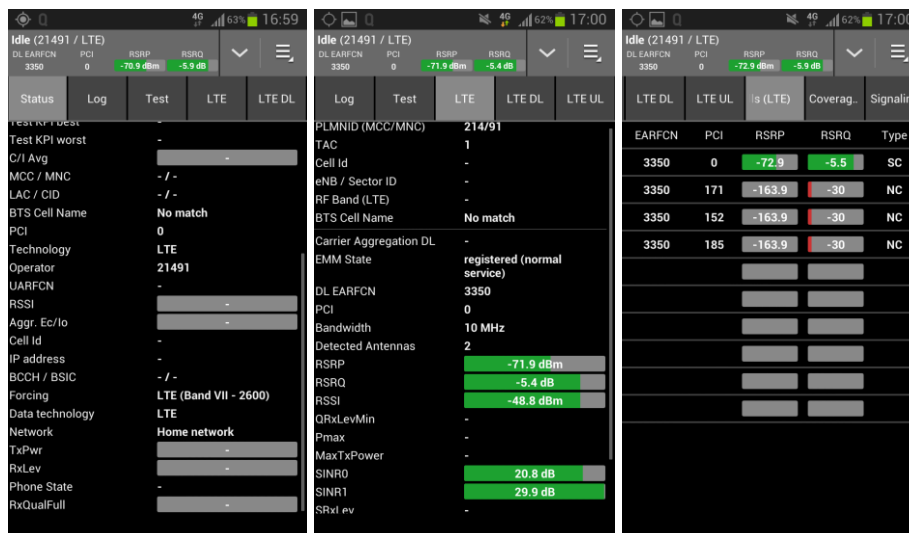 4G 63% 16:59
Idle (21491 / LTE)
DL EARFCN PCI RSRP RSRQ
3350 0 -70.9 dBm -5.9 dB
Status Log Test LTE LTE DL
Test KPI best -
Test KPI worst -
C/I Avg -
MCC / MNC - / -
LAC / CID - / -
BTS Cell Name No match
PCI 0
Technology LTE
Operator 21491
UARFCN -
RSSI -
Aggr. Ec/Io -
Cell Id -
IP address -
BCCH / BSIC - / -
Forcing LTE (Band VII - 2600)
Data technology LTE
Network Home network
TxPwr -
RxLev -
Phone State -
RxQualFull -
4G 62% 17:00
Idle (21491 / LTE)
DL EARFCN PCI RSRP RSRQ
3350 0 -71.9 dBm -5.4 dB
Log Test LTE LTE DL LTE UL
PLMNID (MCC/MNC) 214/91
TAC 1
Cell Id -
eNB / Sector ID -
RF Band (LTE) -
BTS Cell Name No match
Carrier Aggregation DL -
EMM State registered (normal
service)
DL EARFCN 3350
PCI 0
Bandwidth 10 MHz
Detected Antennas 2
RSRP -71.9 dBm
RSRQ -5.4 dB
RSSI -48.8 dBm
QRxLevMin -
Pmax -
MaxTxPower -
SINR0 20.8 dB
SINR1 29.9 dB
SRxLev -
4G 62% 17:00
Idle (21491 / LTE)
DL EARFCN PCI RSRP RSRQ
3350 0 -72.9 dBm -5.9 dB
LTE DL LTE UL ls (LTE) Coverag.. Signalin
EARFCN PCI RSRP RSRQ Type
3350 0 -72.9 -5.5 SC
3350 171 -163.9 -30 NC
3350 152 -163.9 -30 NC
3350 185 -163.9 -30 NC